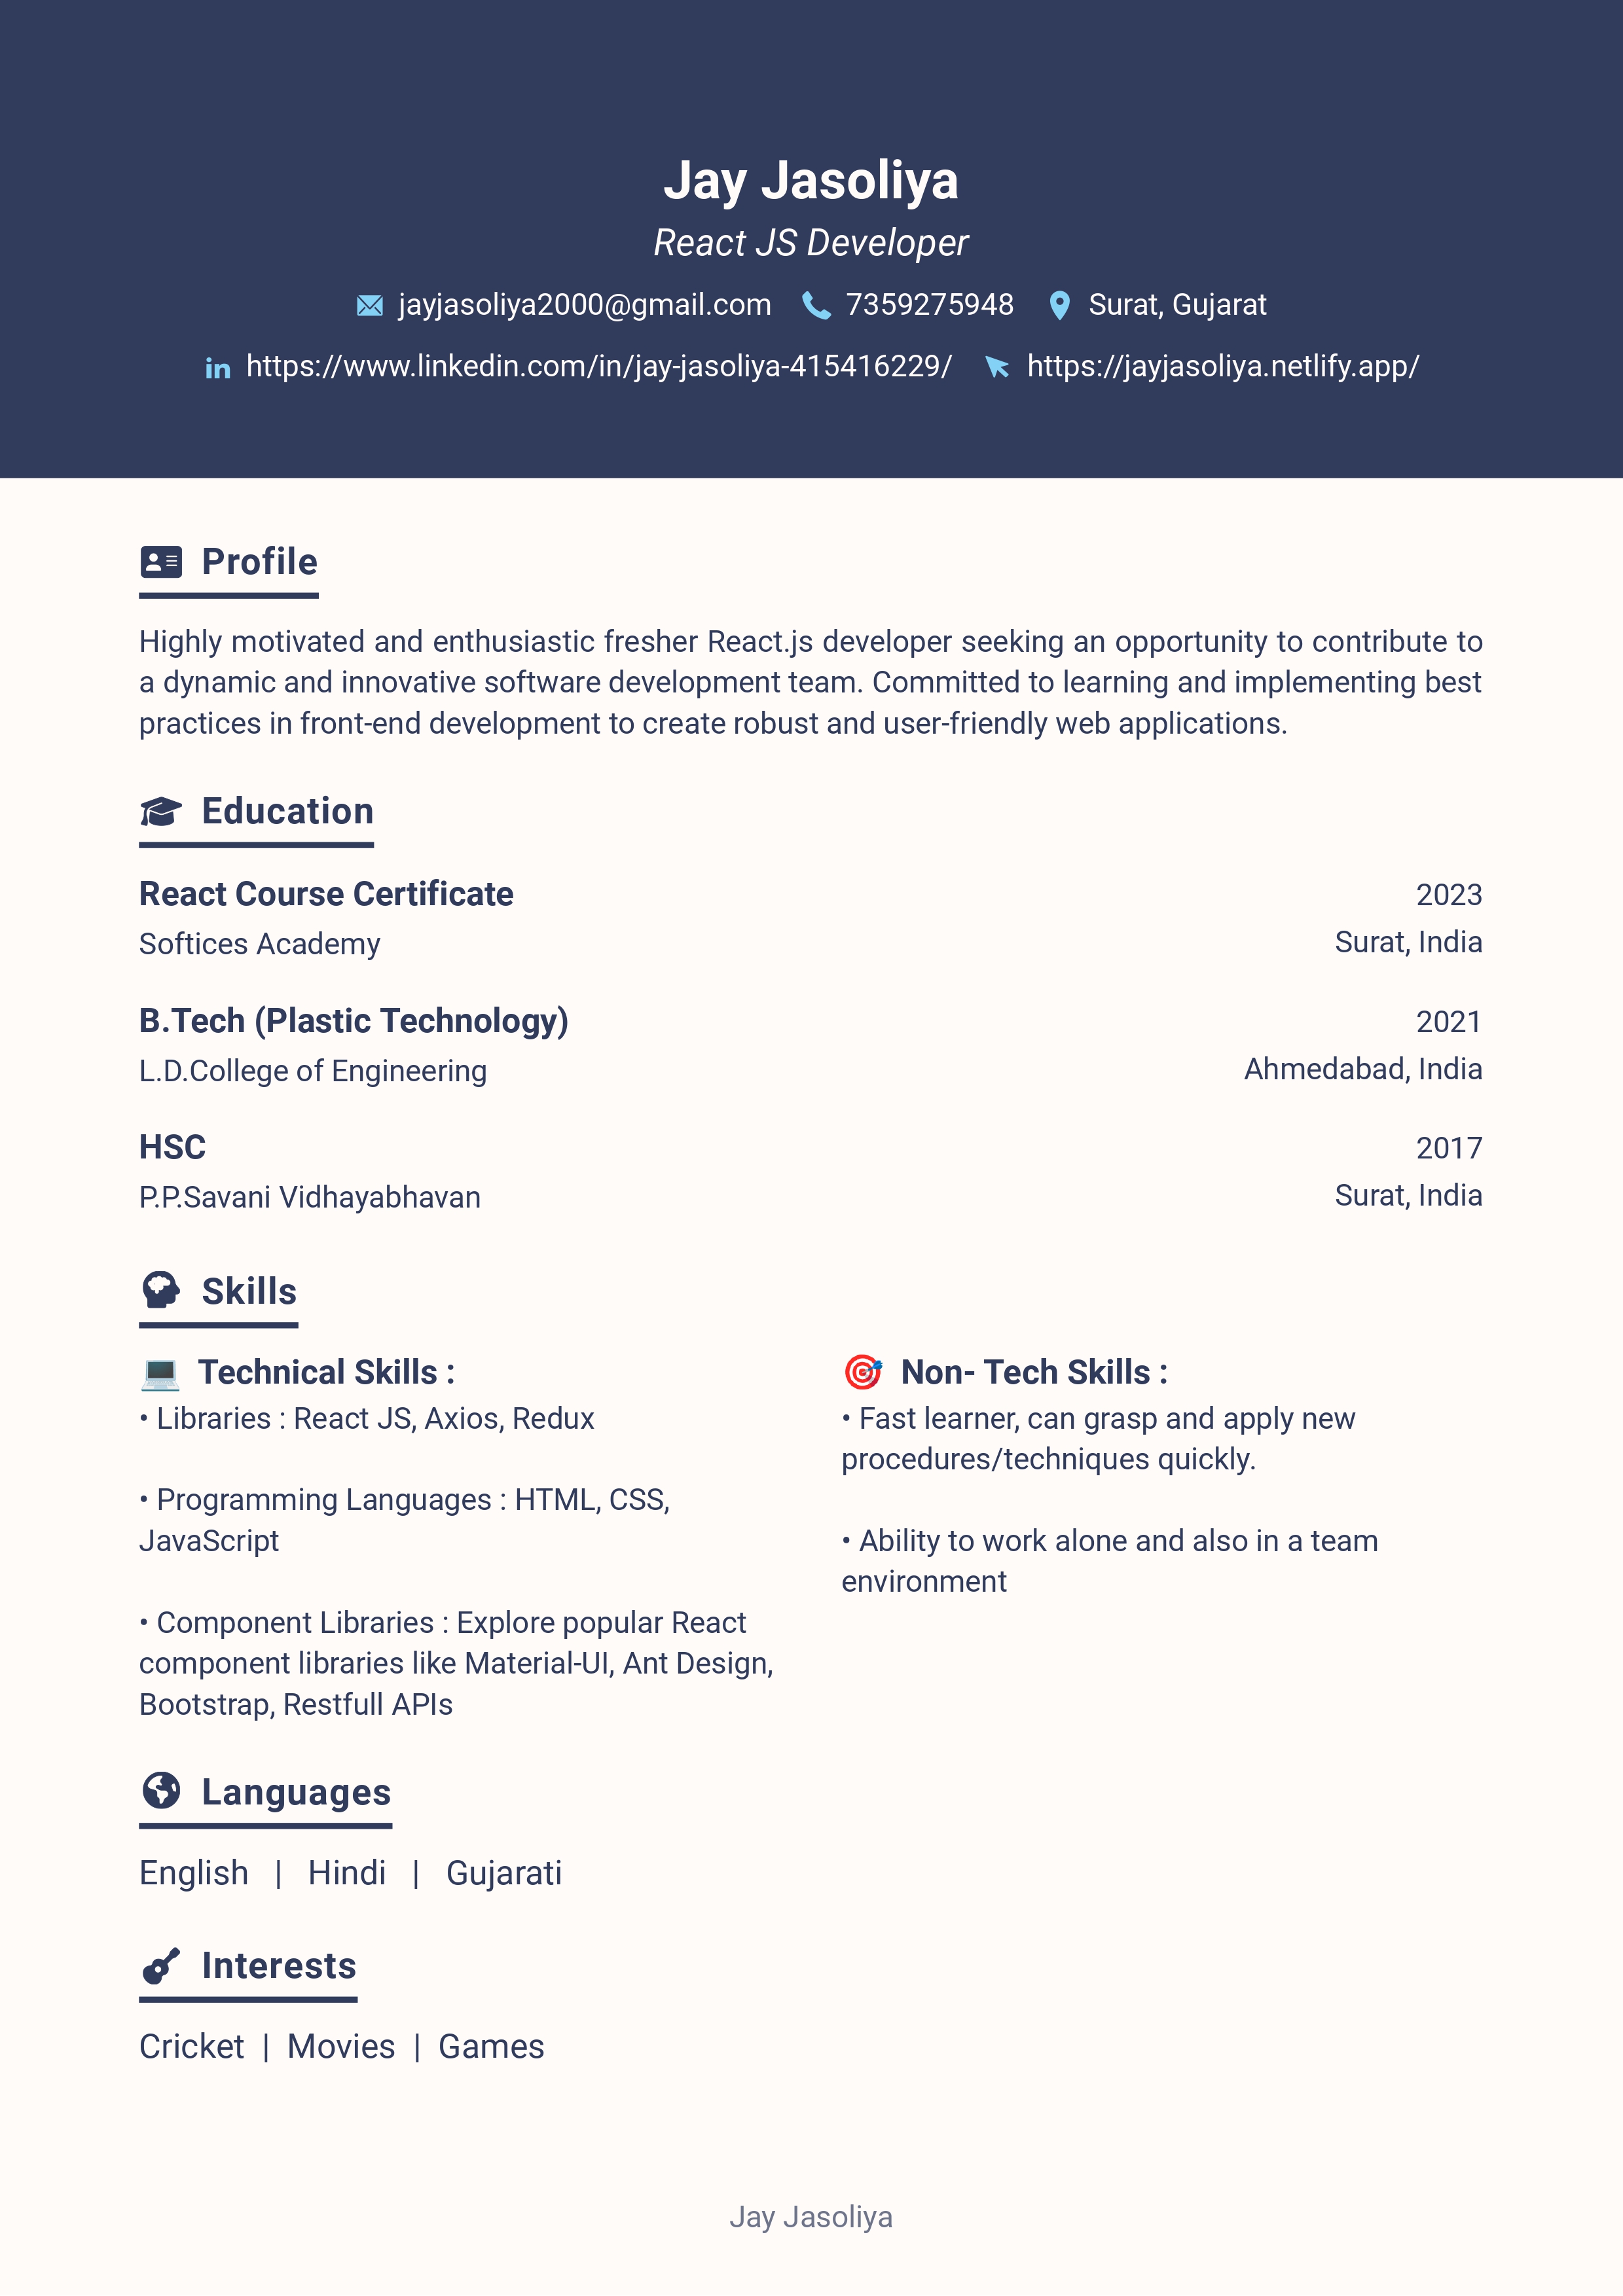 Jay Jasoliya
React JS Developer
jayjasoliya2000@gmail.com 7359275948 Surat, Gujarat
in https://www.linkedin.com/in/jay-jasoliya-415416229/ https://jayjasoliya.netlify.app/
Profile
Highly motivated and enthusiastic fresher React.js developer seeking an opportunity to contribute to
a dynamic and innovative software development team. Committed to learning and implementing best
practices in front-end development to create robust and user-friendly web applications.
Education
React Course Certificate 2023
Softices Academy Surat, India
B.Tech (Plastic Technology) 2021
L.D.College of Engineering Ahmedabad, India
HSC 2017
P.P.Savani Vidhayabhavan Surat, India
Skills
Technical Skills :
• Libraries : React JS, Axios, Redux
• Programming Languages : HTML, CSS,
JavaScript
• Component Libraries : Explore popular React
component libraries like Material-UI, Ant Design,
Bootstrap, Restfull APIs
Non- Tech Skills :
• Fast learner, can grasp and apply new
procedures/techniques quickly.
• Ability to work alone and also in a team
environment
Languages
English | Hindi | Gujarati
Interests
Cricket | Movies | Games
Jay Jasoliya